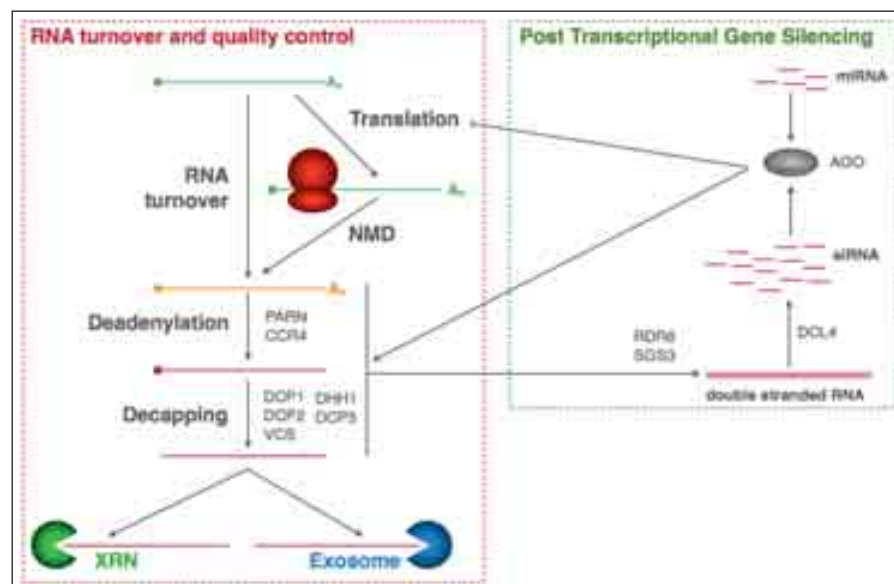 RNA turnover and quality control
Post Transcriptional Gene Silencing
An
miRNA
Translation
AGO
RNA
turnover
An
NMD
siRNA
An
Deadenylation
PARN
CCR4
RDR6
SGS3
DCL4
double stranded RNA
Decapping
DCP1 DHH1
DCP2 DCP5
VCS
XRN
Exosome